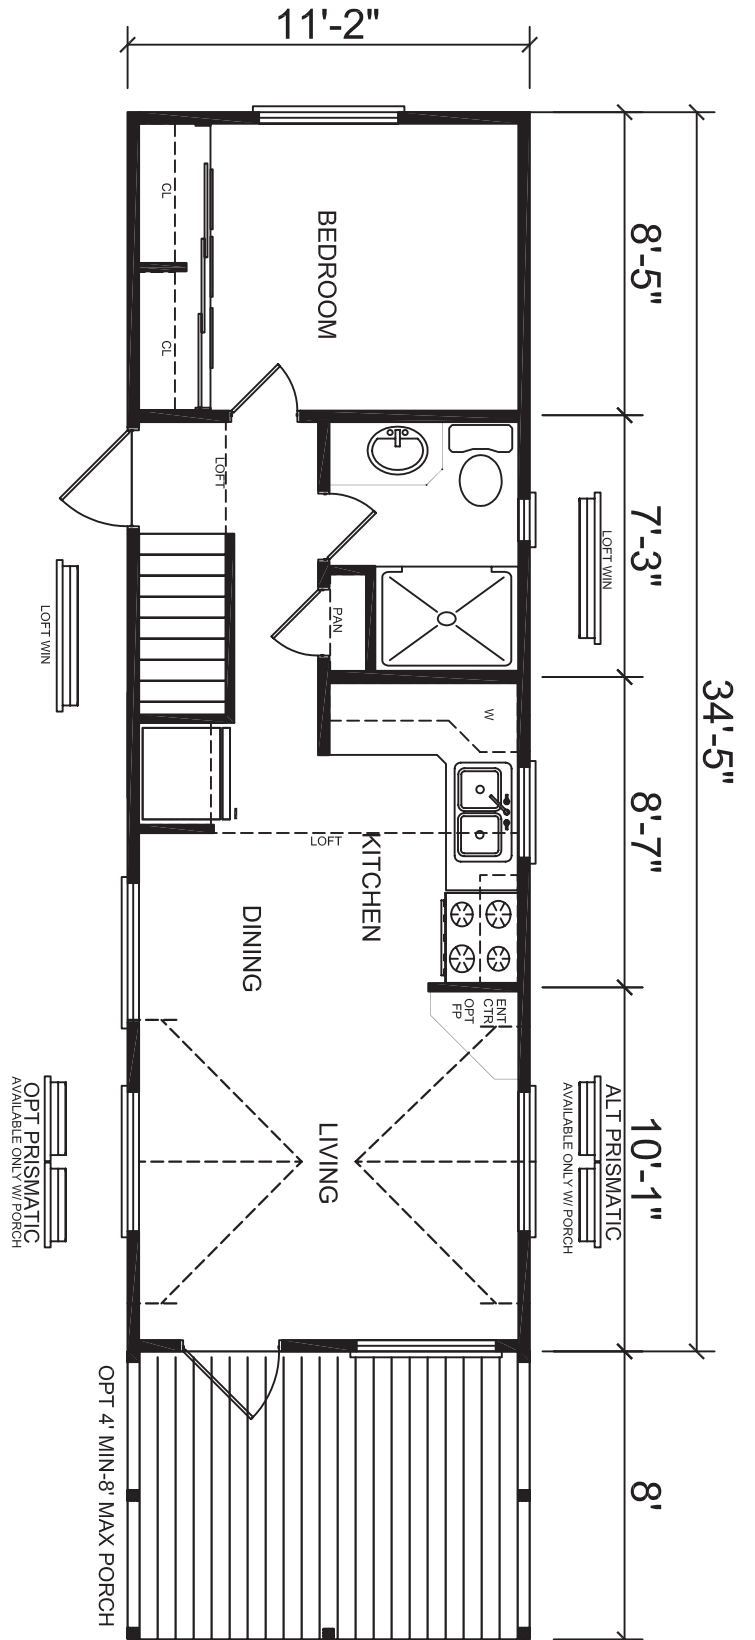 11'-2"
CL
CL
BEDROOM
8'-5"
LOFT
7'-3"
LOFT WIN
LOFT WIN
PAN
34'-5"
W
8'-7"
LOFT
KITCHEN
DINING
ENT
CTR
OPT
FP
LIVING
10'-1"
OPT PRISMATIC
AVAILABLE ONLY W/ PORCH
ALT PRISMATIC
AVAILABLE ONLY W/ PORCH
OPT 4' MIN-8' MAX PORCH
8'